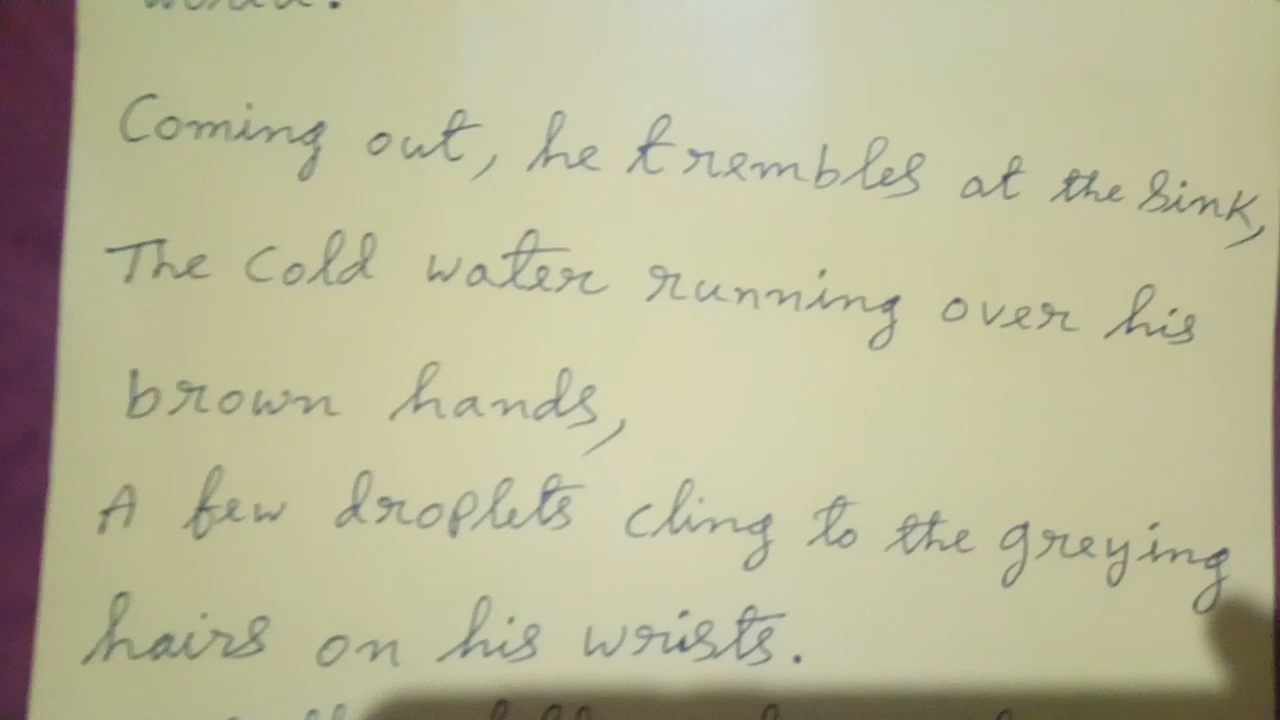 Coming out, he trembles at the sink,
The cold water running over his
brown hands,
A few droplets cling to the greying
hairs on his wrists.